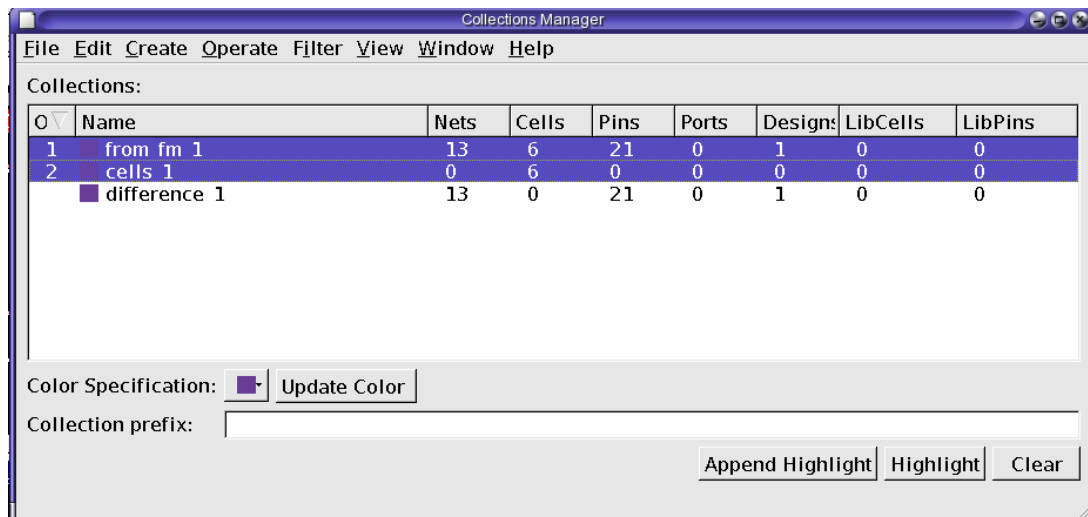 Collections Manager
File Edit Create Operate Filter View Window Help
Collections:
O Name Nets Cells Pins Ports Designs LibCells LibPins
1 from fm 1 13 6 21 0 1 0 0
2 cells 1 0 6 0 0 0 0 0
difference 1 13 0 21 0 1 0 0
Color Specification: Update Color
Collection prefix:
Append Highlight Highlight Clear